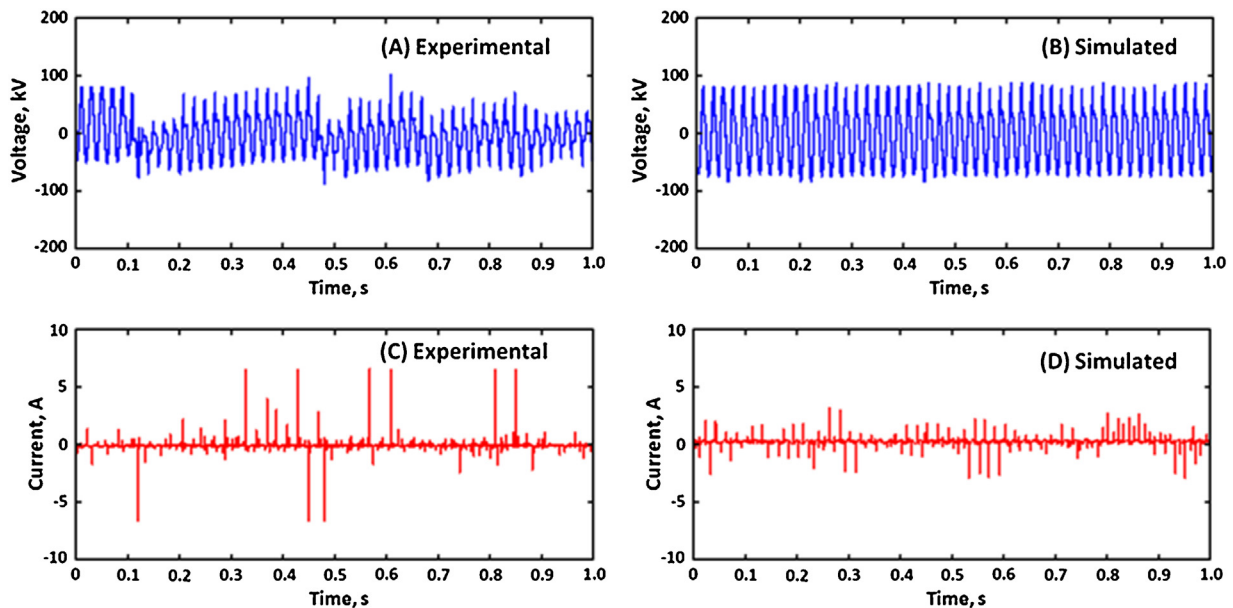 (A) Experimental
Voltage, kV
200
100
0
-100
-200
0 0.1 0.2 0.3 0.4 0.5 0.6 0.7 0.8 0.9 1.0
Time, s
(B) Simulated
Voltage, kV
200
100
0
-100
-200
0 0.1 0.2 0.3 0.4 0.5 0.6 0.7 0.8 0.9 1.0
Time, s
(C) Experimental
Current, A
10
5
0
-5
-10
0 0.1 0.2 0.3 0.4 0.5 0.6 0.7 0.8 0.9 1.0
Time, s
(D) Simulated
Current, A
10
5
0
-5
-10
0 0.1 0.2 0.3 0.4 0.5 0.6 0.7 0.8 0.9 1.0
Time, s